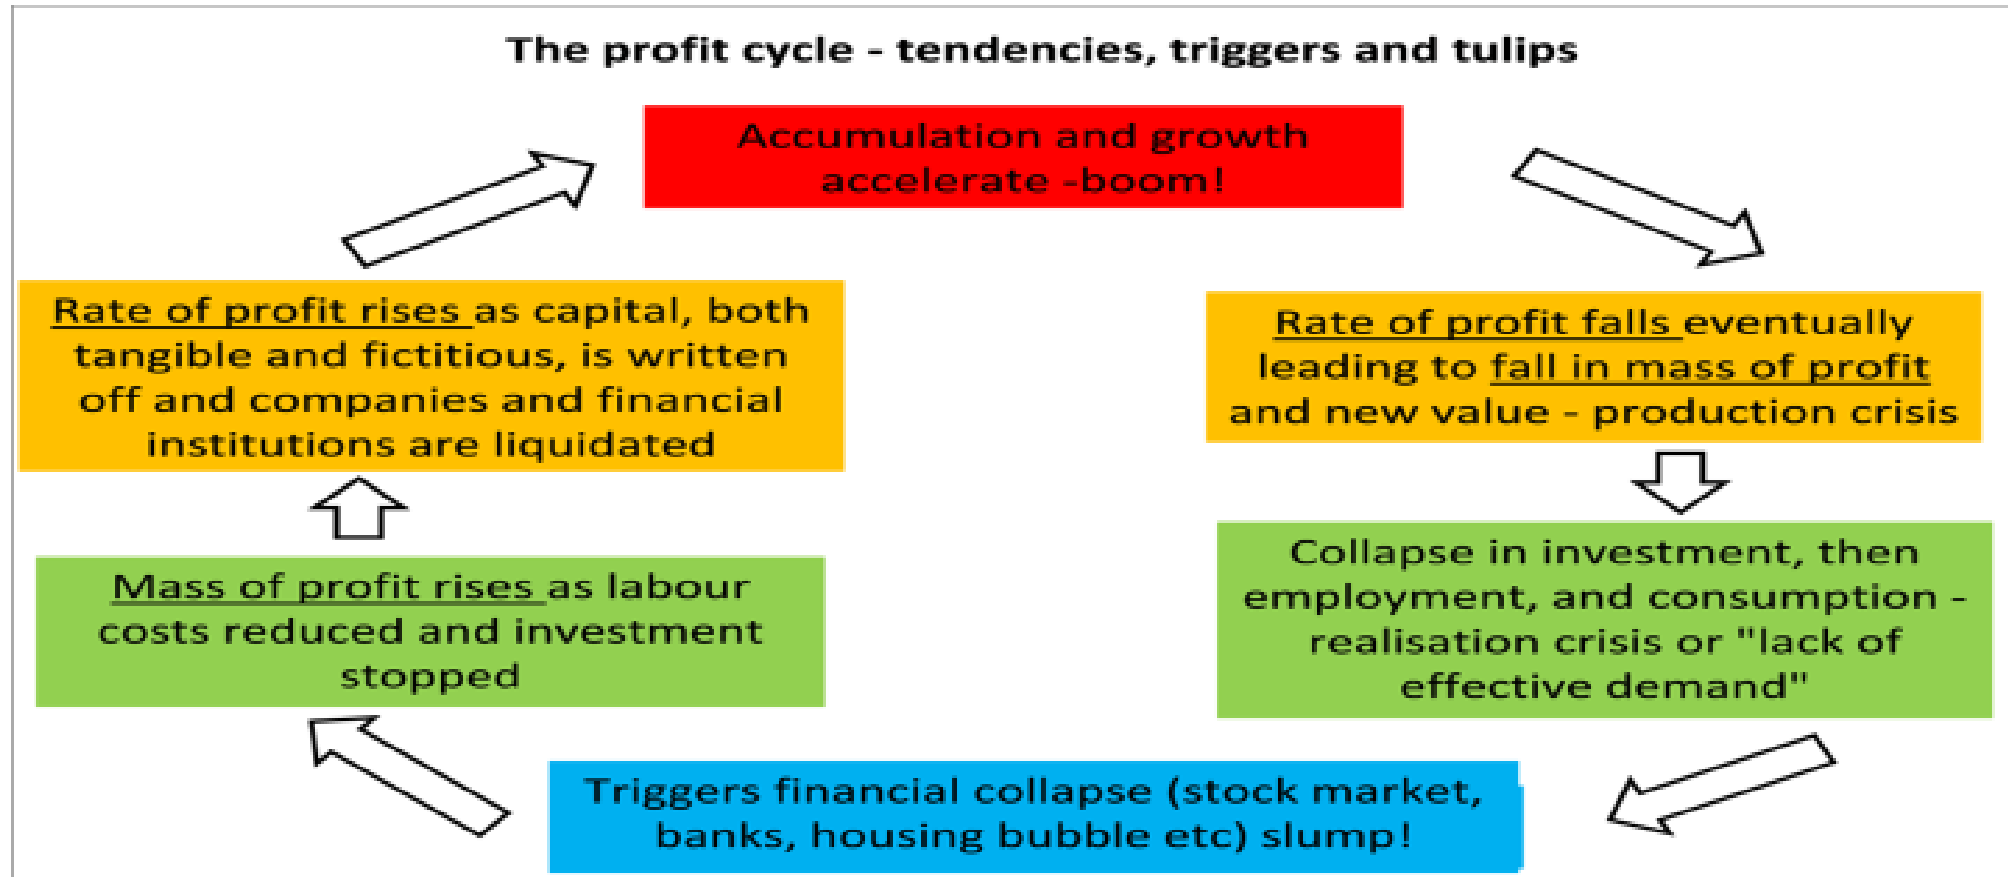 The profit cycle - tendencies, triggers and tulips
Accumulation and growth
accelerate -boom!
Rate of profit falls eventually
leading to fall in mass of profit
and new value - production crisis
Collapse in investment, then
employment, and consumption -
realisation crisis or "lack of
effective demand"
Triggers financial collapse (stock market,
banks, housing bubble etc) slump!
Mass of profit rises as labour
costs reduced and investment
stopped
Rate of profit rises as capital, both
tangible and fictitious, is written
off and companies and financial
institutions are liquidated